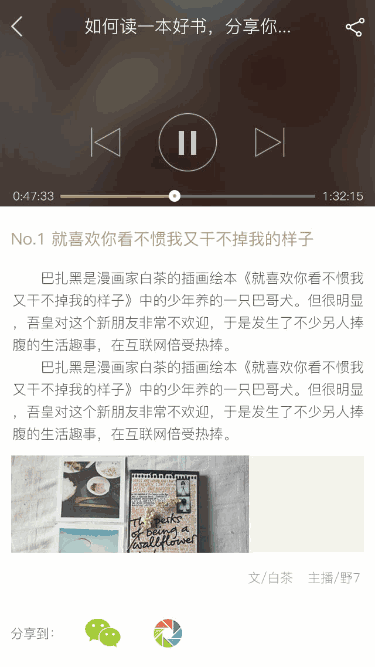 如何读一本好书，分享你...
0:47:33
1:32:15
No.1 就喜欢你看不惯我又干不掉我的样子
巴扎黑是漫画家白茶的插画绘本《就喜欢你看不惯我
又干不掉我的样子》中的少年养的一只巴哥犬。但很明显
，吾皇对这个新朋友非常不欢迎，于是发生了不少另人捧
腹的生活趣事，在互联网倍受热捧。
巴扎黑是漫画家白茶的插画绘本《就喜欢你看不惯我
又干不掉我的样子》中的少年养的一只巴哥犬。但很明显
，吾皇对这个新朋友非常不欢迎，于是发生了不少另人捧
腹的生活趣事，在互联网倍受热捧。
The perks
of being a
wallflower
文/白茶 主播/野7
分享到：